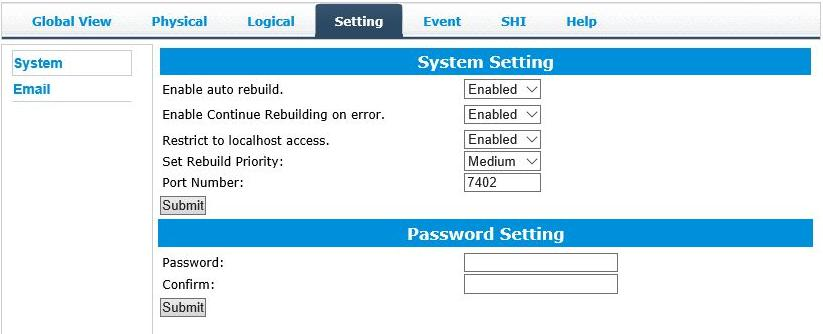 Global View Physical Logical Setting Event SHI Help
System
Email
System Setting
Enable auto rebuild. Enabled
Enable Continue Rebuilding on error. Enabled
Restrict to localhost access. Enabled
Set Rebuild Priority: Medium
Port Number: 7402
Submit
Password Setting
Password:
Confirm:
Submit